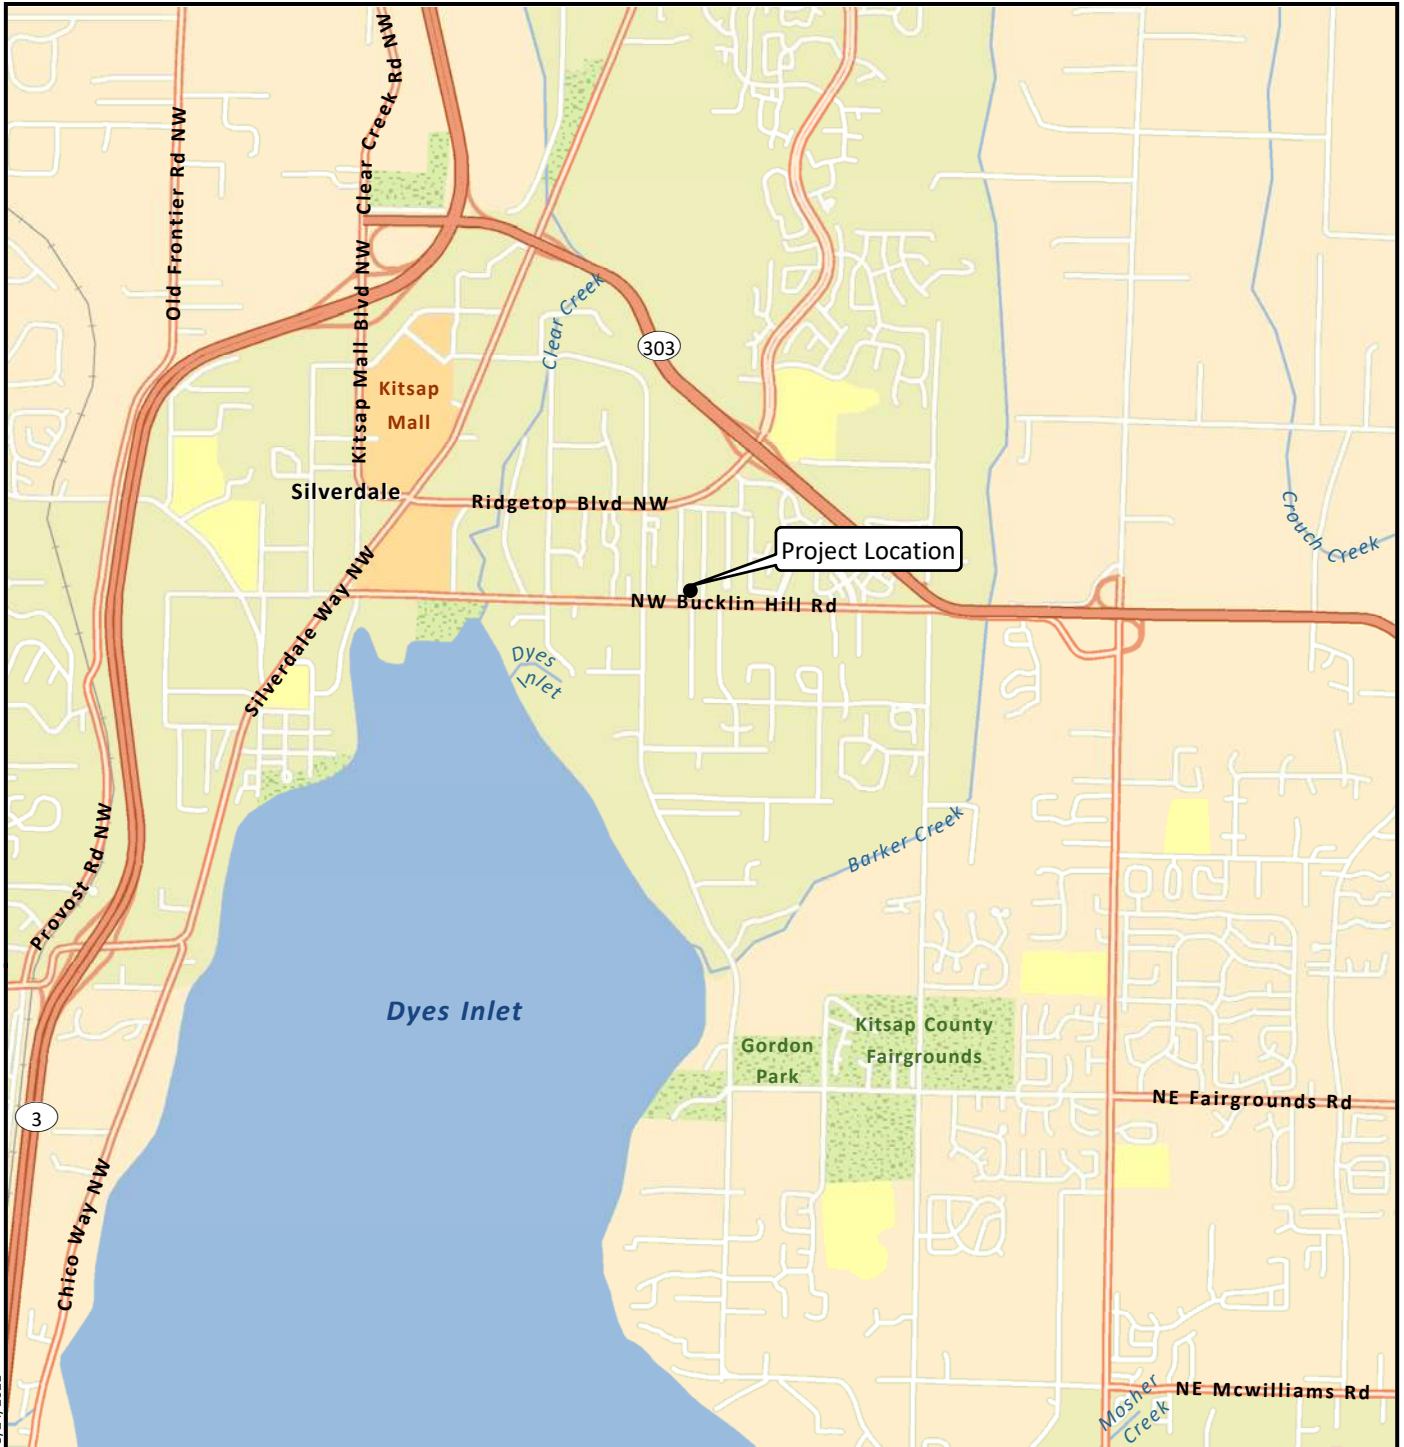 Clear Creek Rd NW
Old Frontier Rd NW
Kitsap Mall Blvd NW
Clear Creek
303
Kitsap
Mall
Silverdale
Ridgetop Blvd NW
Crouch Creek
Project Location
NW Bucklin Hill Rd
Silverdale Way NW
Dyes
Inlet
Provost Rd NW
Barker Creek
Dyes Inlet
Kitsap County
Fairgrounds
Gordon
Park
NE Fairgrounds Rd
3
Chico Way NW
NE Mcwilliams Rd
Mosher
Creek